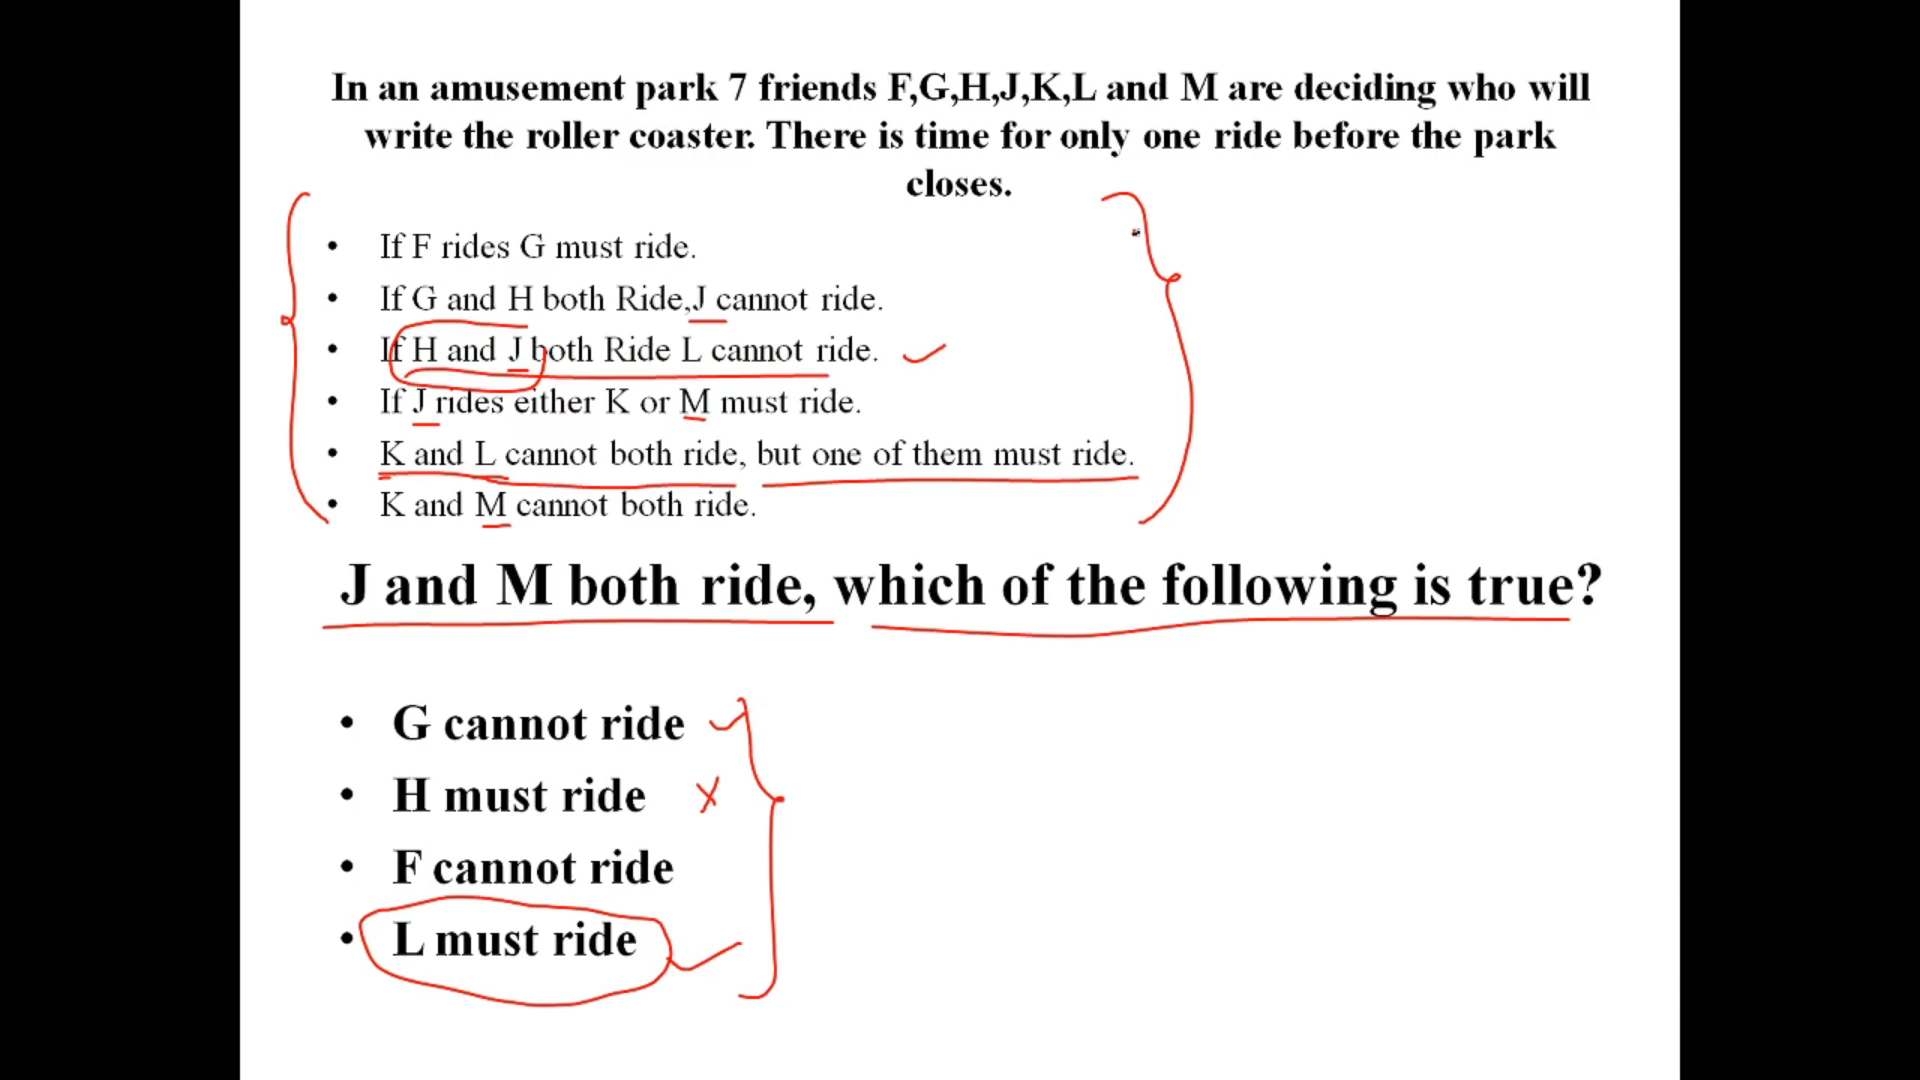 In an amusement park 7 friends F,G,H,J,K,L and M are deciding who will
write the roller coaster. There is time for only one ride before the park
closes.
• If F rides G must ride.
• If G and H both Ride,J cannot ride.
• If H and J both Ride L cannot ride.
• If J rides either K or M must ride.
• K and L cannot both ride, but one of them must ride.
• K and M cannot both ride.
J and M both ride, which of the following is true?
• G cannot ride
• H must ride
• F cannot ride
• L must ride